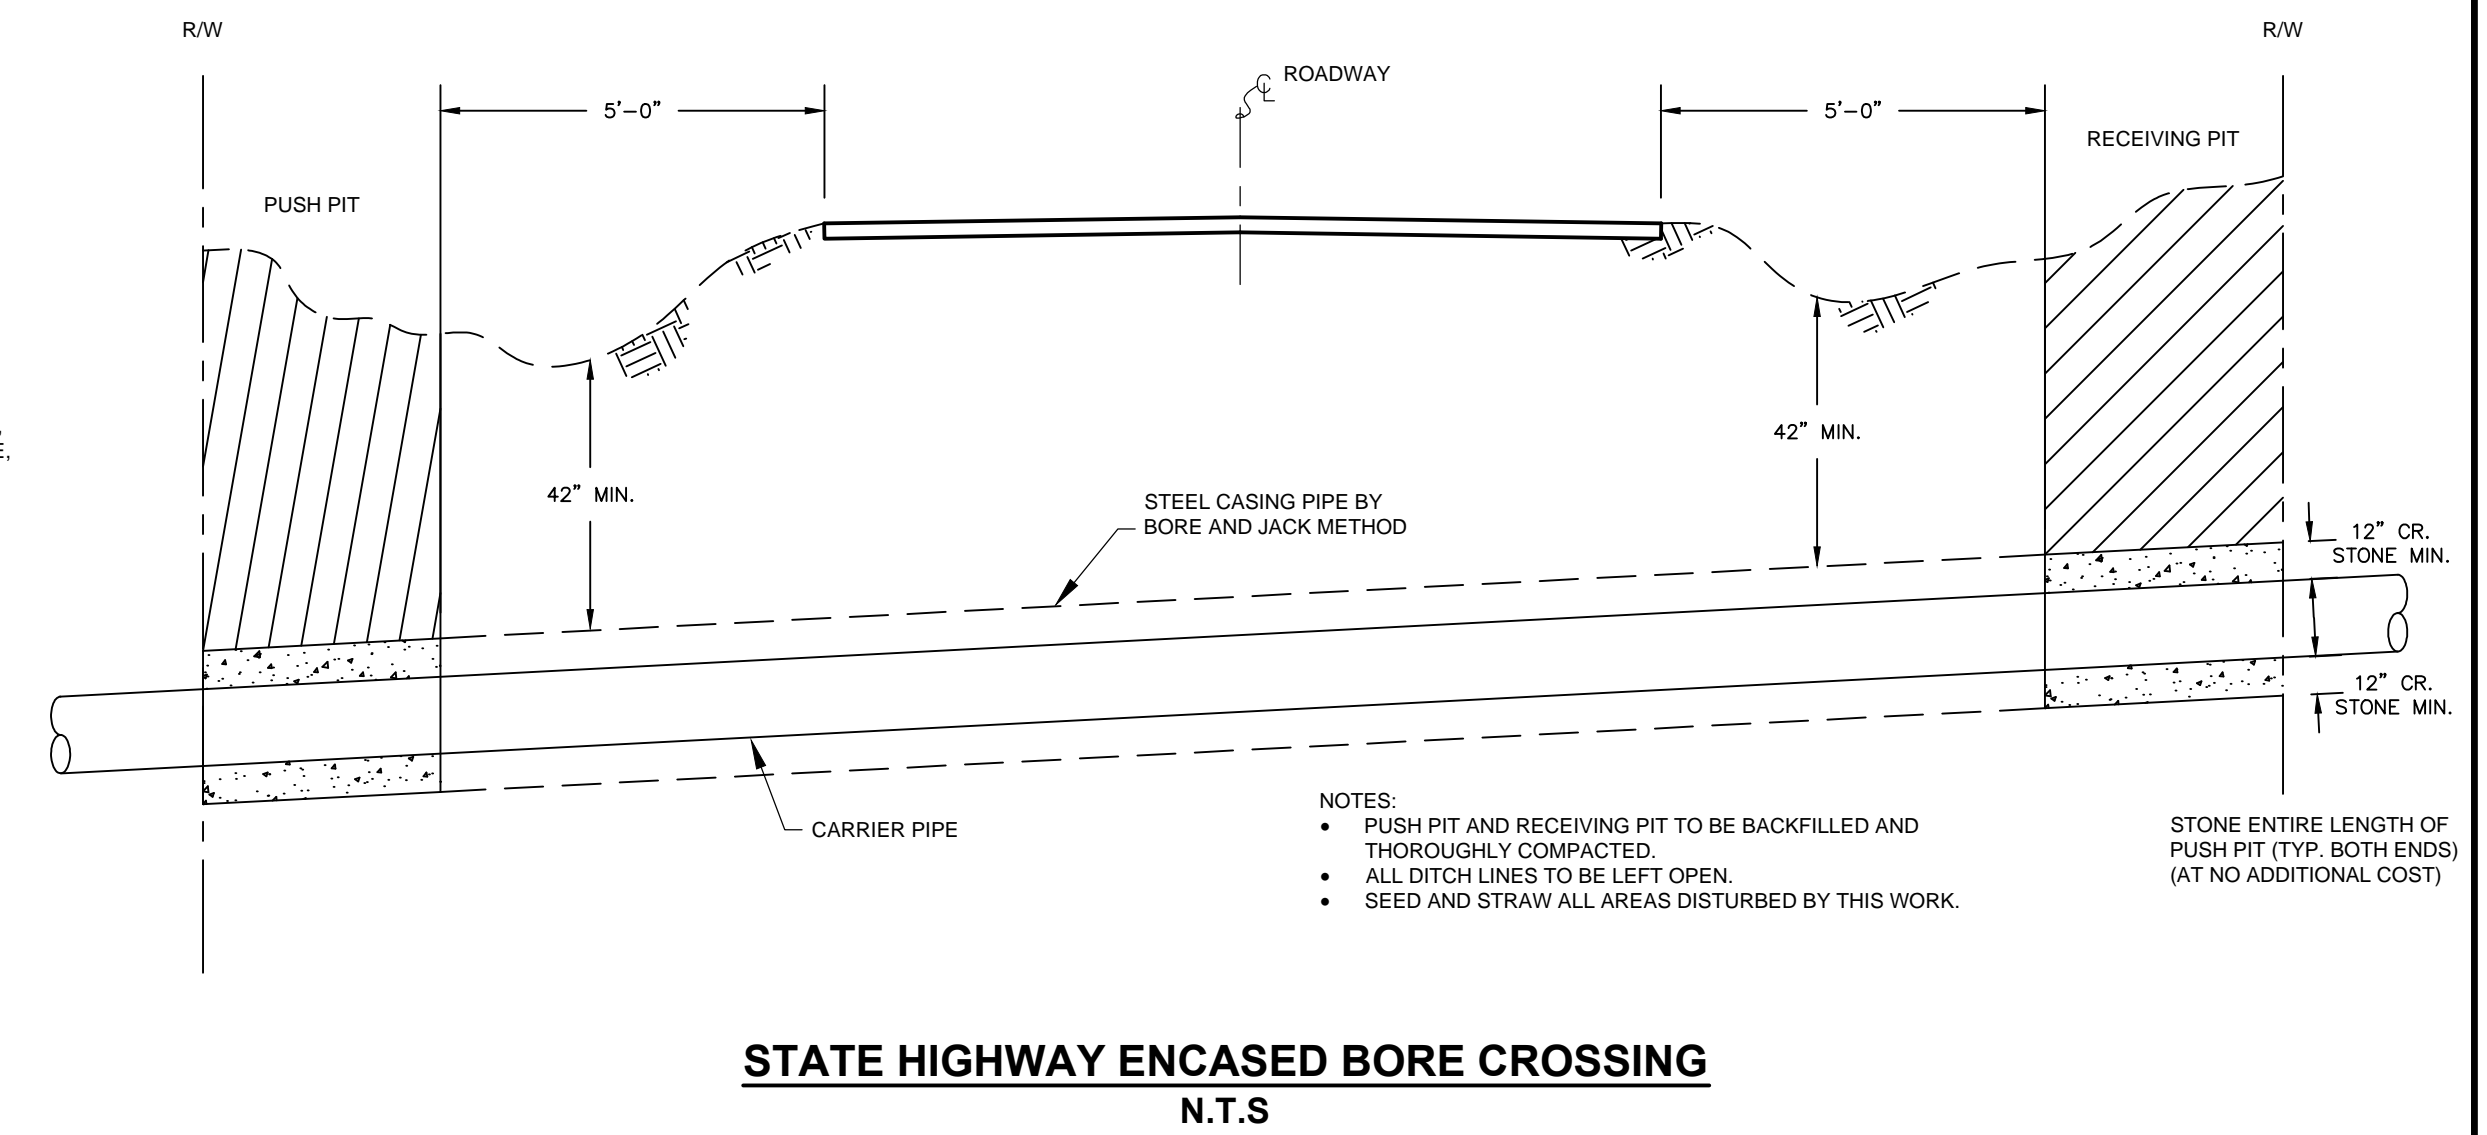 R/W
R/W
℄ ROADWAY
5'-0"
5'-0"
RECEIVING PIT
PUSH PIT
42" MIN.
42" MIN.
STEEL CASING PIPE BY
BORE AND JACK METHOD
12" CR.
STONE MIN.
12" CR.
STONE MIN.
CARRIER PIPE
NOTES:
• PUSH PIT AND RECEIVING PIT TO BE BACKFILLED AND
THOROUGHLY COMPACTED.
• ALL DITCH LINES TO BE LEFT OPEN.
• SEED AND STRAW ALL AREAS DISTURBED BY THIS WORK.
STONE ENTIRE LENGTH OF
PUSH PIT (TYP. BOTH ENDS)
(AT NO ADDITIONAL COST)
STATE HIGHWAY ENCASED BORE CROSSING
N.T.S